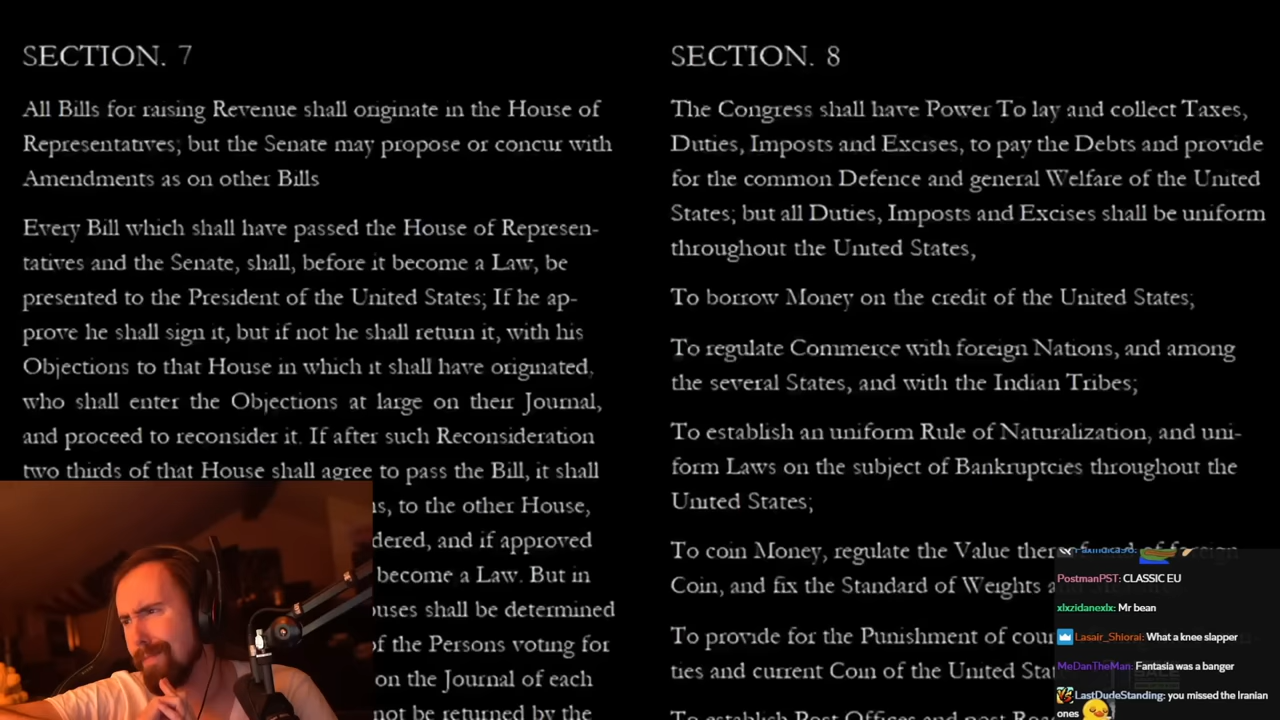 SECTION. 7
All Bills for raising Revenue shall originate in the House of
Representatives; but the Senate may propose or concur with
Amendments as on other Bills
Every Bill which shall have passed the House of Represen-
tatives and the Senate, shall, before it become a Law, be
presented to the President of the United States; If he ap-
prove he shall sign it, but if not he shall return it, with his
Objections to that House in which it shall have originated,
who shall enter the Objections at large on their Journal,
and proceed to reconsider it. If after such Reconsideration
two thirds of that House shall agree to pass the Bill, it shall
to the other House,
and if approved
become a Law. But in
shall be determined
the Persons voting for
on the Journal of each
not be returned by the
SECTION. 8
The Congress shall have Power To lay and collect Taxes,
Duties, Imposts and Excises, to pay the Debts and provide
for the common Defence and general Welfare of the United
States; but all Duties, Imposts and Excises shall be uniform
throughout the United States,
To borrow Money on the credit of the United States;
To regulate Commerce with foreign Nations, and among
the several States, and with the Indian Tribes;
To establish an uniform Rule of Naturalization, and uni-
form Laws on the subject of Bankruptcies throughout the
United States;
To coin Money, regulate the Value
Coin, and fix the Standard of Weights
To provide for the Punishment of
ties and current Coin of the United
To establish Post Offices and post
PostmanPST: CLASSIC EU
xlxzidanexlx: Mr bean
Lasair_Shiorai: What a knee slapper
MeDanTheMan: Fantasia was a banger
LastDudeStanding: you missed the Iranian
ones